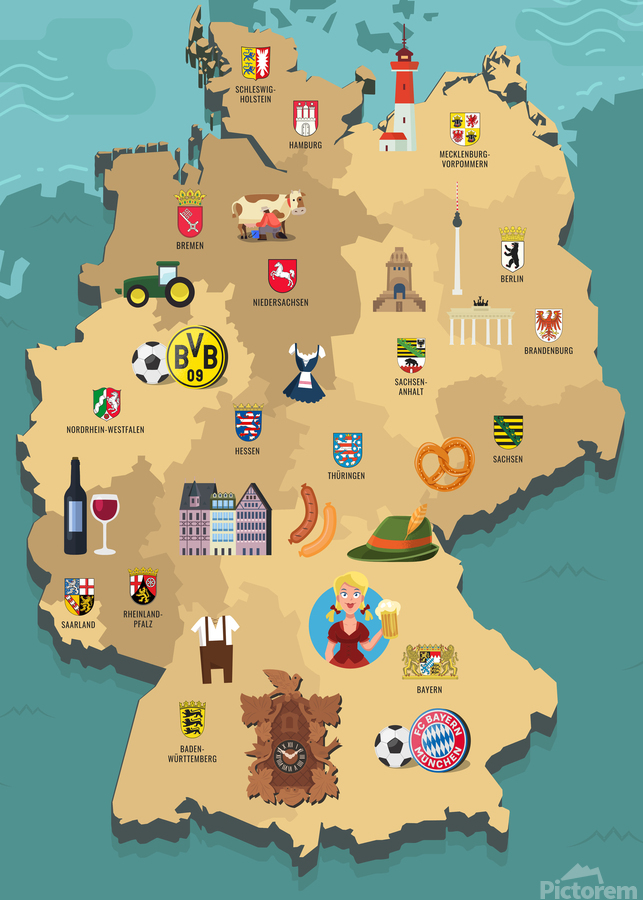 SCHLESWIG-
HOLSTEIN
HAMBURG
MECKLENBURG-
VORPOMMERN
BREMEN
BERLIN
NIEDERSACHSEN
BRANDENBURG
BVB
09
SACHSEN-
ANHALT
NORDRHEIN-WESTFALEN
HESSEN
THÜRINGEN
SACHSEN
SAARLAND
RHEINLAND-
PFALZ
BAYERN
BADEN-
WÜRTTEMBERG
FC BAYERN
MÜNCHEN
Pictorem